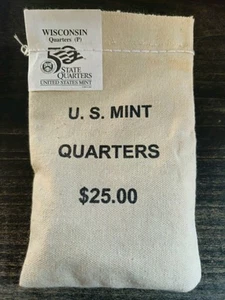 WISCONSIN
Quarters (P)
50
STATE
QUARTERS
UNITED STATES MINT
U. S. MINT
QUARTERS
$25.00